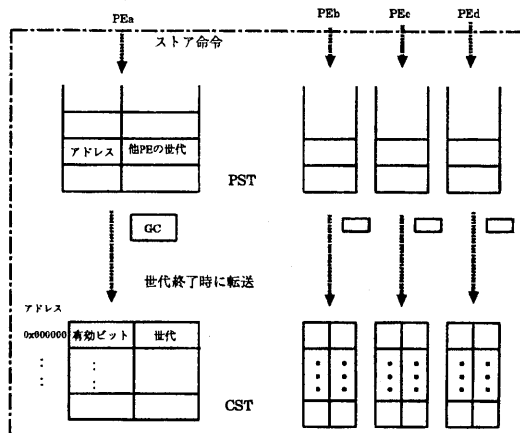 PEa PEb PEc PEd
ストア命令
アドレス 他PEの世代
PST
GC
世代終了時に転送
アドレス
0x000000 有効ビット 世代
CST